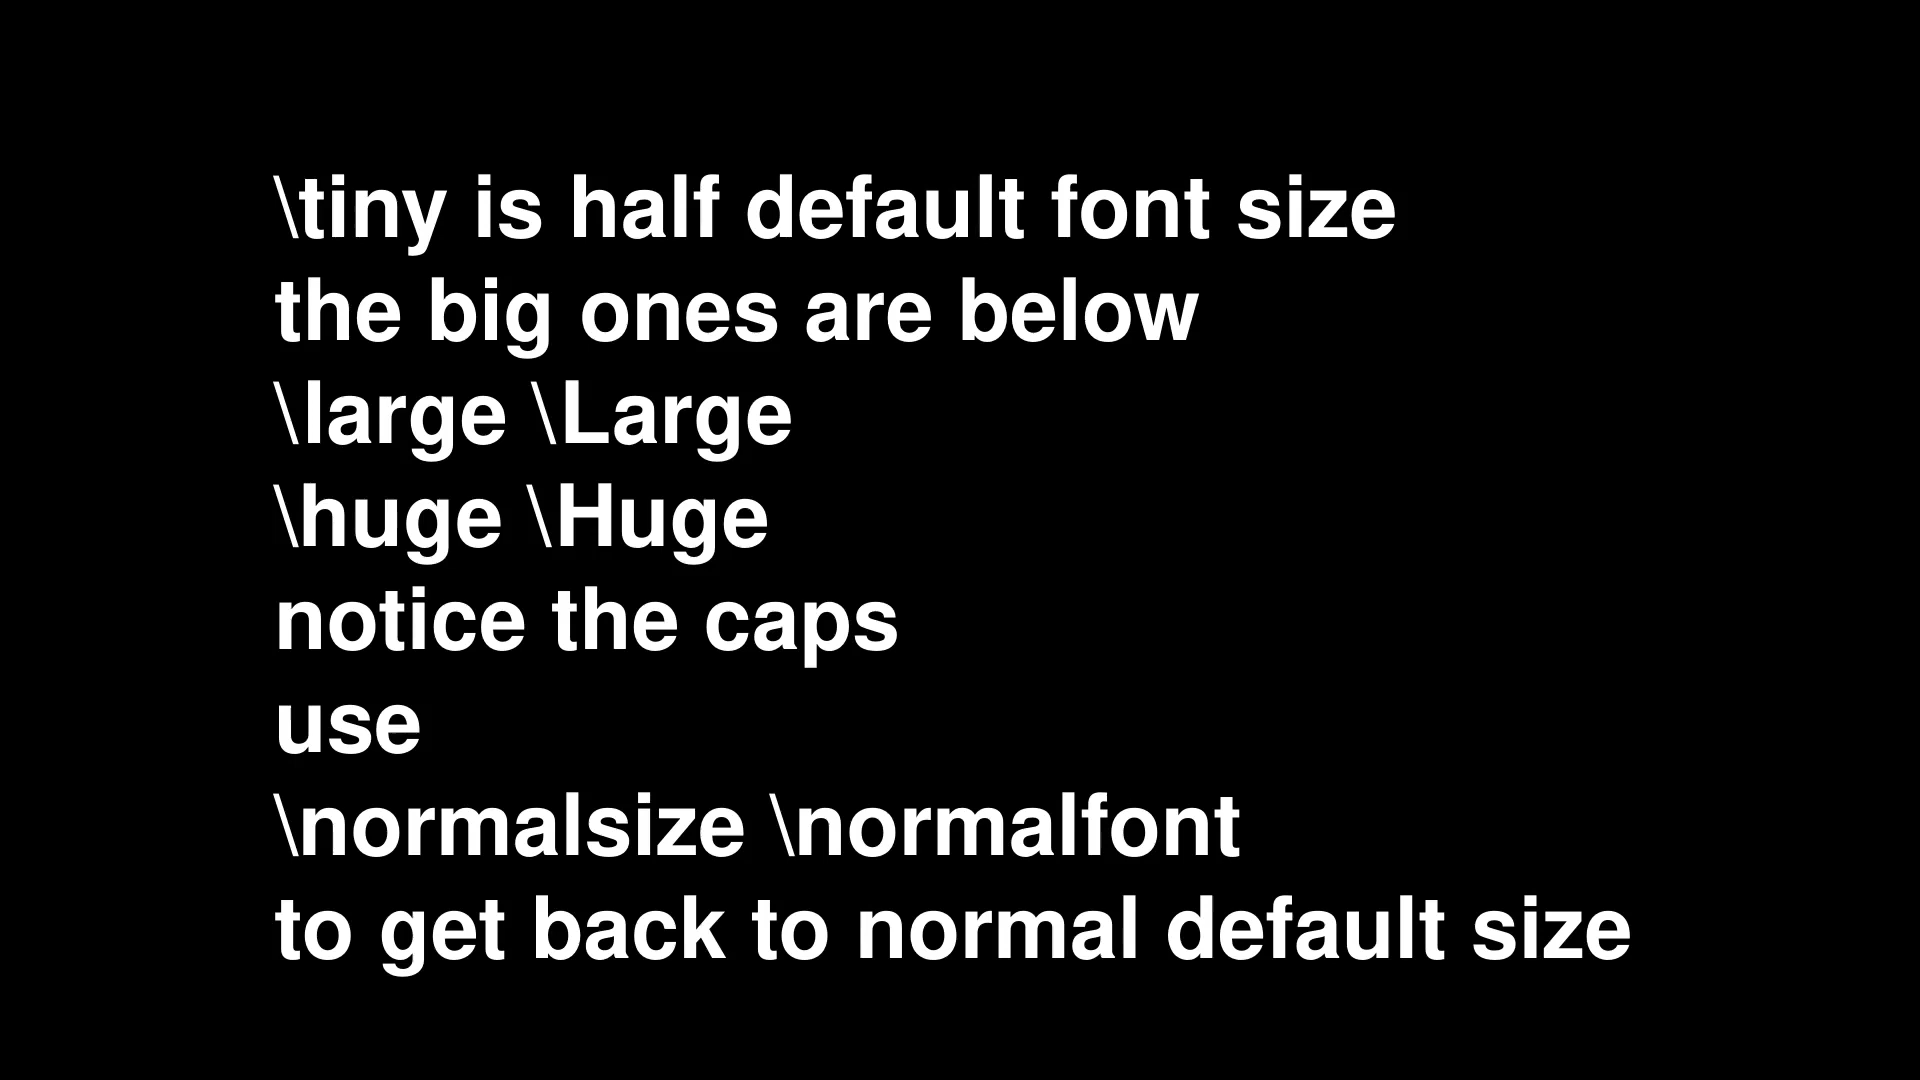 \tiny is half default font size
the big ones are below
\large \Large
\huge \Huge
notice the caps
use
\normalsize \normalfont
to get back to normal default size